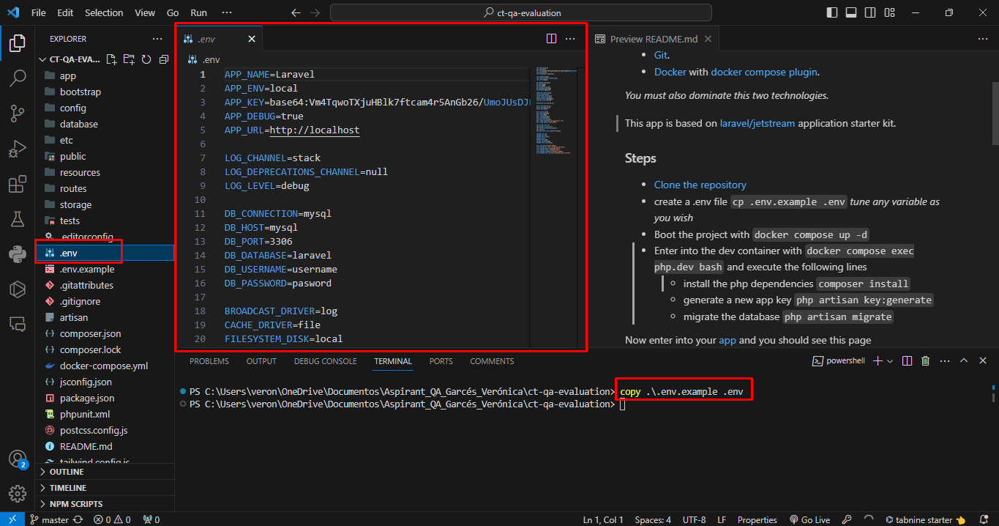 File Edit Selection View Go Run ··· ct-qa-evaluation
EXPLORER ···
CT-QA-EVA...
app
bootstrap
config
database
etc
public
resources
routes
storage
tests
.editorconfig
.env
.env.example
.gitattributes
.gitignore
artisan
composer.json
composer.lock
docker-compose.yml
jsconfig.json
package.json
phpunit.xml
postcss.config.js
README.md
tailwind.config.js
OUTLINE
TIMELINE
NPM SCRIPTS
.env
.env
1 APP_NAME=Laravel
2 APP_ENV=local
3 APP_KEY=base64:Vm4TqwoTXjuHBlk7ftcam4r5AnGb26/UmoJUsDJ
4 APP_DEBUG=true
5 APP_URL=http://localhost
6
7 LOG_CHANNEL=stack
8 LOG_DEPRECATIONS_CHANNEL=null
9 LOG_LEVEL=debug
10
11 DB_CONNECTION=mysql
12 DB_HOST=mysql
13 DB_PORT=3306
14 DB_DATABASE=laravel
15 DB_USERNAME=username
16 DB_PASSWORD=pasword
17
18 BROADCAST_DRIVER=log
19 CACHE_DRIVER=file
20 FILESYSTEM_DISK=local
Preview README.md
Git.
Docker with docker compose plugin.
You must also dominate this two technologies.
This app is based on laravel/jetstream application starter kit.
Steps
Clone the repository
create a .env file cp .env.example .env tune any variable as
you wish
Boot the project with docker compose up -d
Enter into the dev container with docker compose exec
php.dev bash and execute the following lines
install the php dependencies composer install
generate a new app key php artisan key:generate
migrate the database php artisan migrate
Now enter into your app and you should see this page
PROBLEMS OUTPUT DEBUG CONSOLE TERMINAL PORTS COMMENTS powershell
PS C:\Users\veron\OneDrive\Documentos\Aspirant_QA_Garcés_Verónica\ct-qa-evaluation> copy .\.env.example .env
PS C:\Users\veron\OneDrive\Documentos\Aspirant_QA_Garcés_Verónica\ct-qa-evaluation>
2
master 0 0 0 Ln 1, Col 1 Spaces: 4 UTF-8 LF Properties Go Live tabnine starter